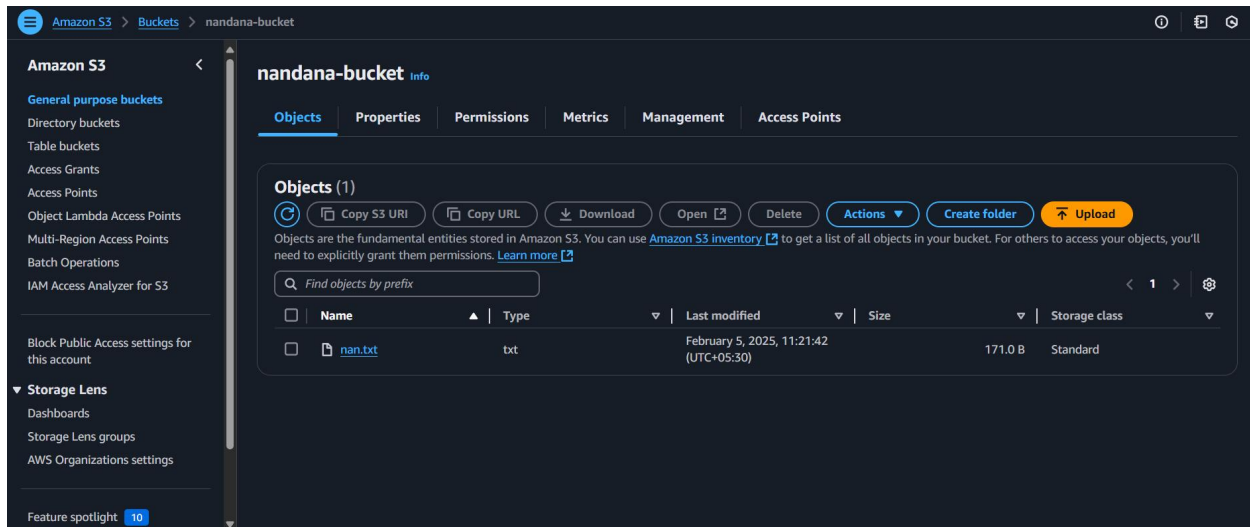 Amazon S3 > Buckets > nandana-bucket
Amazon S3
General purpose buckets
Directory buckets
Table buckets
Access Grants
Access Points
Object Lambda Access Points
Multi-Region Access Points
Batch Operations
IAM Access Analyzer for S3
Block Public Access settings for
this account
Storage Lens
Dashboards
Storage Lens groups
AWS Organizations settings
Feature spotlight 10
nandana-bucket Info
Objects Properties Permissions Metrics Management Access Points
Objects (1)
Copy S3 URI Copy URL Download Open Delete Actions Create folder Upload
Objects are the fundamental entities stored in Amazon S3. You can use Amazon S3 inventory to get a list of all objects in your bucket. For others to access your objects, you'll
need to explicitly grant them permissions. Learn more
Find objects by prefix
1
Name Type Last modified Size Storage class
nan.txt txt February 5, 2025, 11:21:42 171.0 B Standard
(UTC+05:30)